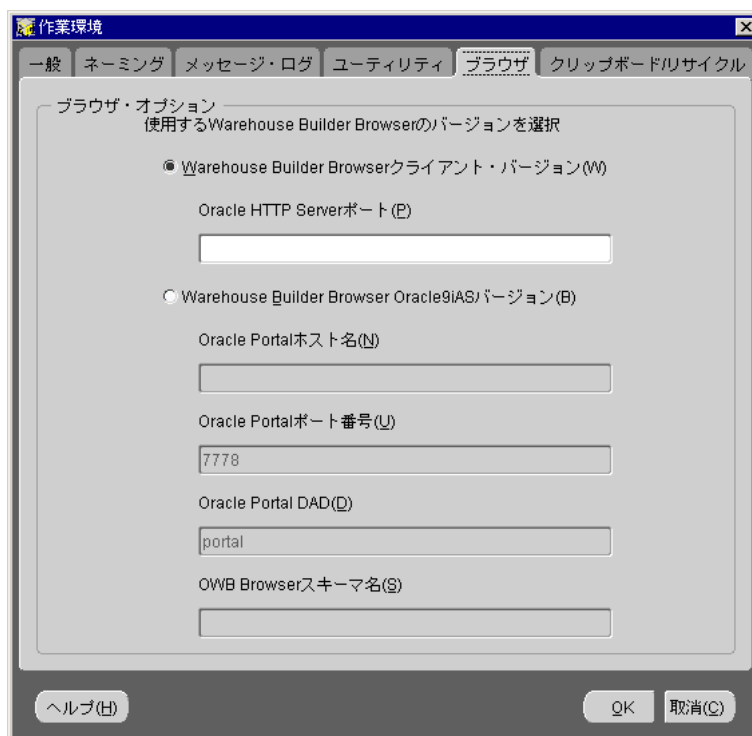 作業環境
一般 ネーミング メッセージ・ログ ユーティリティ ブラウザ クリップボード/リサイクル
ブラウザ・オプション
使用するWarehouse Builder Browserのバージョンを選択
Warehouse Builder Browserクライアント・バージョン(W)
Oracle HTTP Serverポート(P)
Warehouse Builder Browser Oracle9iASバージョン(B)
Oracle Portalホスト名(N)
Oracle Portalポート番号(U)
7778
Oracle Portal DAD(D)
portal
OWB Browserスキーマ名(S)
ヘルプ(H) OK 取消(C)